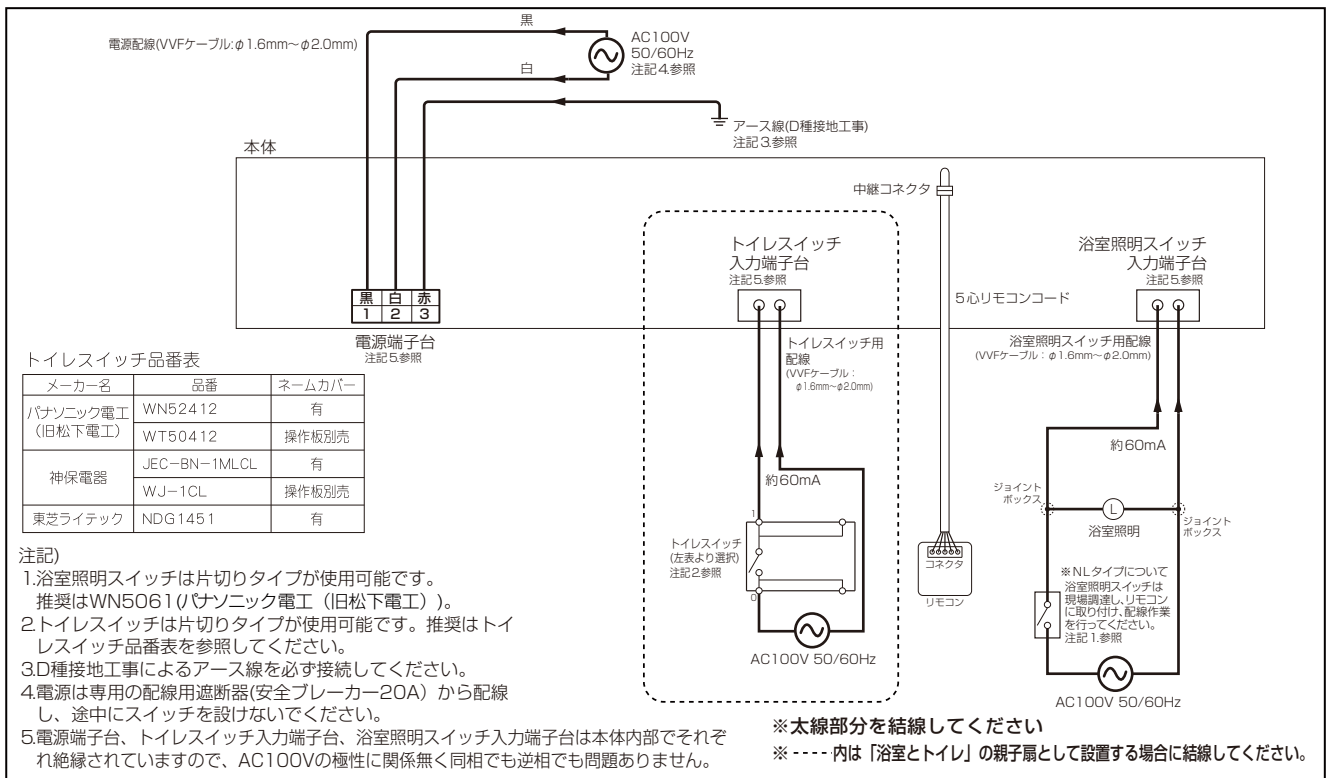 黒
電源配線(VVFケーブル:φ1.6mm～φ2.0mm)
AC100V
50/60Hz
注記4.参照
白
アース線(D種接地工事)
注記3.参照
本体
中継コネクタ
トイレスイッチ
入力端子台
注記5.参照
浴室照明スイッチ
入力端子台
注記5.参照
5心リモコンコード
黒 白 赤
1 2 3
電源端子台
注記5.参照
トイレスイッチ用
配線
(VVFケーブル：
φ1.6mm～φ2.0mm)
浴室照明スイッチ用配線
(VVFケーブル：φ1.6mm～φ2.0mm)
トイレスイッチ品番表
メーカー名 品番 ネームカバー
パナソニック電工
（旧松下電工）
WN52412 有
WT50412 操作板別売
神保電器
JEC-BN-1MLCL 有
WJ-1CL 操作板別売
東芝ライテック NDG1451 有
約60mA
約60mA
ジョイント
ボックス
L
浴室照明
ジョイント
ボックス
1
トイレスイッチ
(左表より選択)
注記2.参照
0
AC100V 50/60Hz
コネクタ
リモコン
※NLタイプについて
浴室照明スイッチは
現場調達し、リモコン
に取り付け、配線作業
を行ってください。
注記1.参照
AC100V 50/60Hz
注記)
1.浴室照明スイッチは片切りタイプが使用可能です。
推奨はWN5061(パナソニック電工（旧松下電工）)。
2.トイレスイッチは片切りタイプが使用可能です。推奨はトイ
レスイッチ品番表を参照してください。
3.D種接地工事によるアース線を必ず接続してください。
4.電源は専用の配線用遮断器(安全ブレーカー20A）から配線
し、途中にスイッチを設けないでください。
5.電源端子台、トイレスイッチ入力端子台、浴室照明スイッチ入力端子台は本体内部でそれぞ
れ絶縁されていますので、AC100Vの極性に関係無く同相でも逆相でも問題ありません。
※太線部分を結線してください
※-----内は「浴室とトイレ」の親子扇として設置する場合に結線してください。